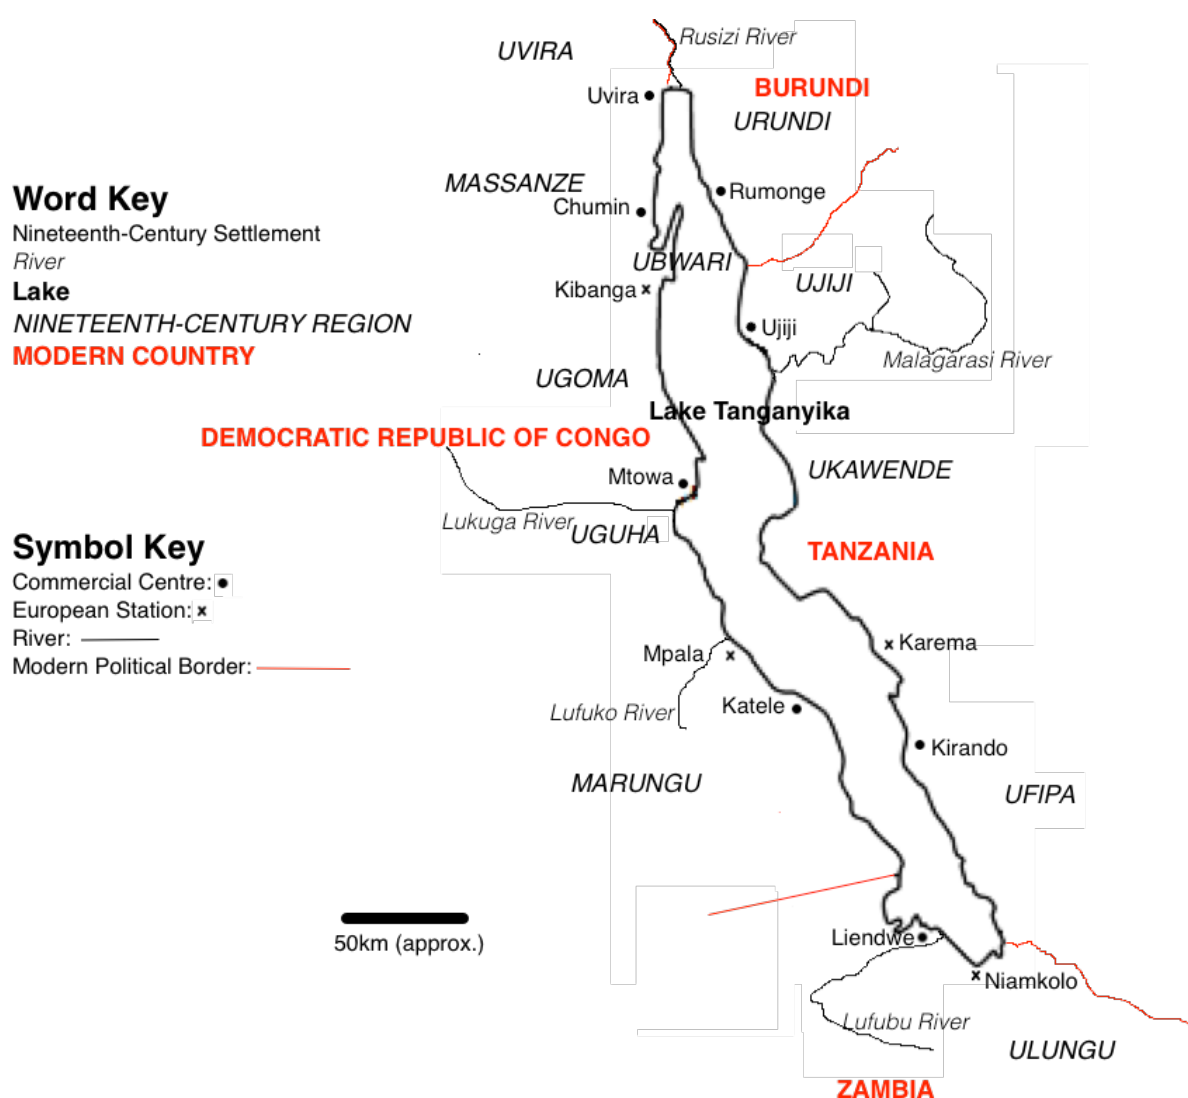 Rusizi River
UVIRA
BURUNDI
Uvira
URUNDI
MASSANZE
Rumonge
Word Key
Chumin
Nineteenth-Century Settlement
River
UBWARI
Lake
Kibanga x
UJIJI
NINETEENTH-CENTURY REGION
Ujiji
MODERN COUNTRY
Malagarasi River
UGOMA
Lake Tanganyika
DEMOCRATIC REPUBLIC OF CONGO
UKAWENDE
Mtowa
Lukuga River
UGUHA
Symbol Key
TANZANIA
Commercial Centre:
European Station: x
River:
Modern Political Border:
x Karema
Mpala x
Katele
Lufuko River
Kirando
MARUNGU
UFIPA
50km (approx.)
Liendwe
x Niamkolo
Lufubu River
ULUNGU
ZAMBIA